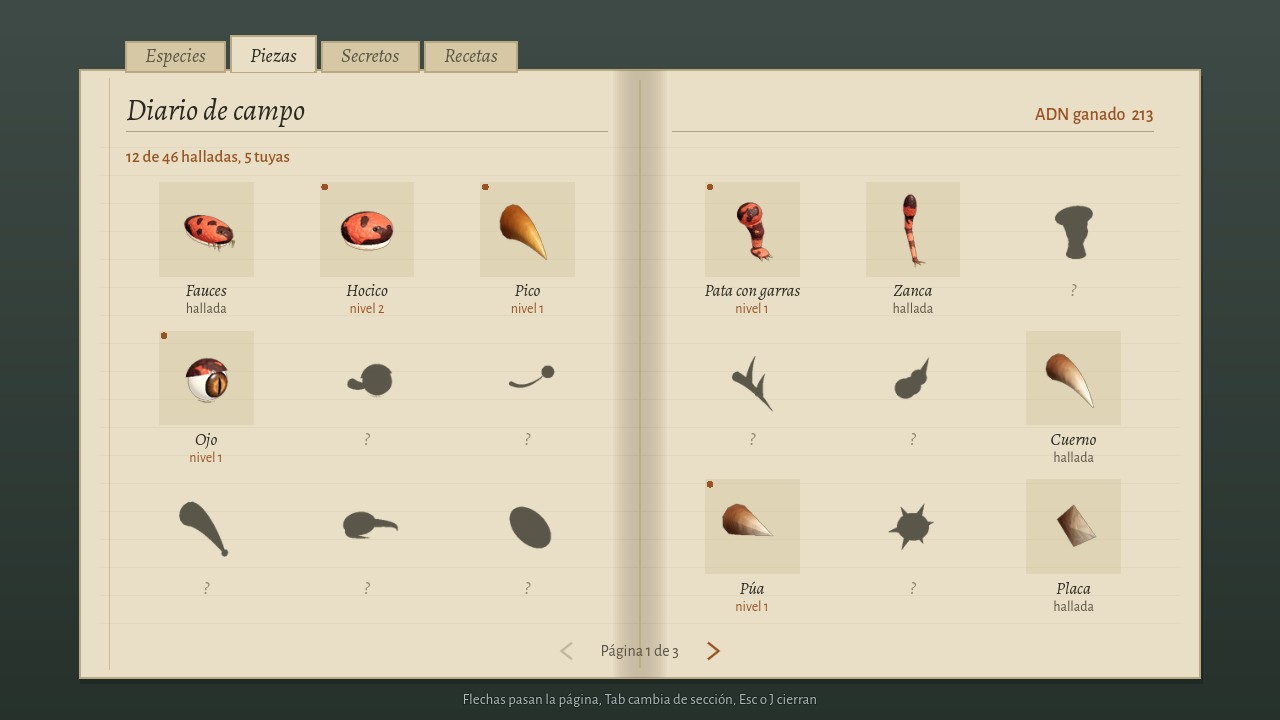 Especies
Piezas
Secretos
Recetas
Diario de campo
ADN ganado 213
12 de 46 halladas, 5 tuyas
Fauces
hallada
Hocico
nivel 2
Pico
nivel 1
Pata con garras
nivel 1
Zanca
hallada
?
Ojo
nivel 1
?
?
?
?
Cuerno
hallada
?
?
?
Púa
nivel 1
?
Placa
hallada
Página 1 de 3
Flechas pasan la página, Tab cambia de sección, Esc o J cierran